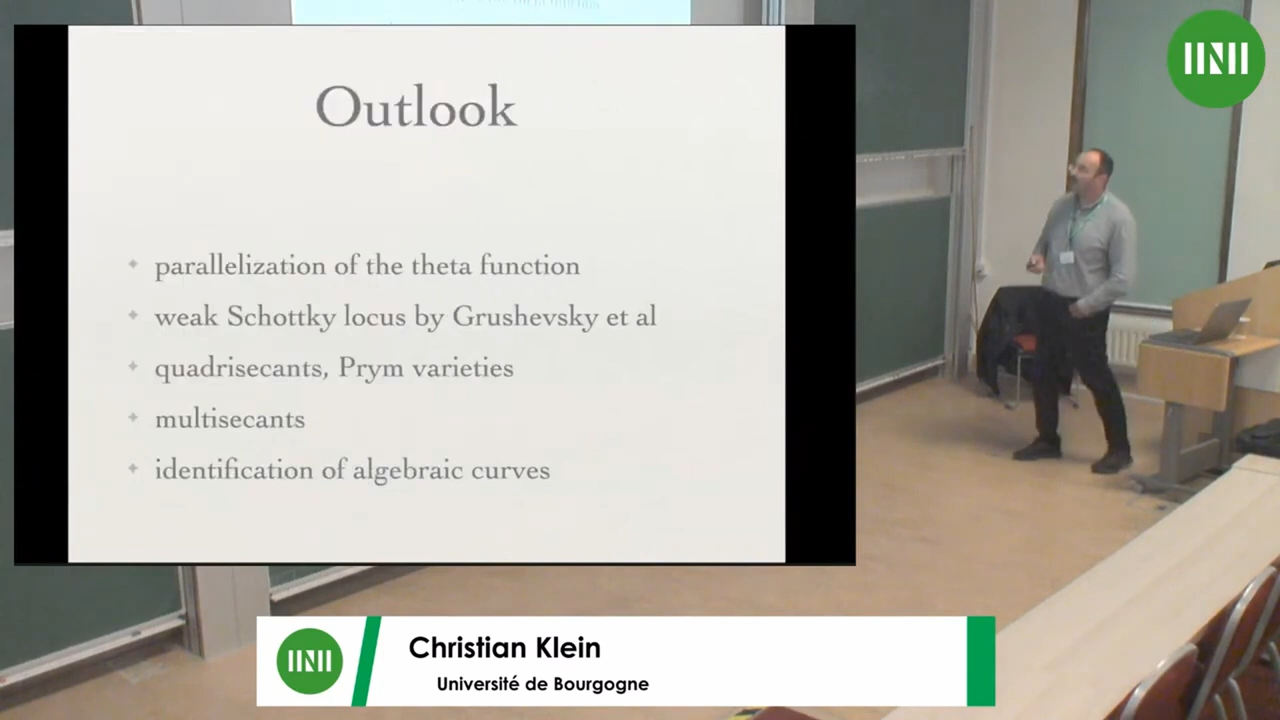 Outlook
parallelization of the theta function
weak Schottky locus by Grushevsky et al
quadrisecants, Prym varieties
multisecants
identification of algebraic curves
Christian Klein
Université de Bourgogne